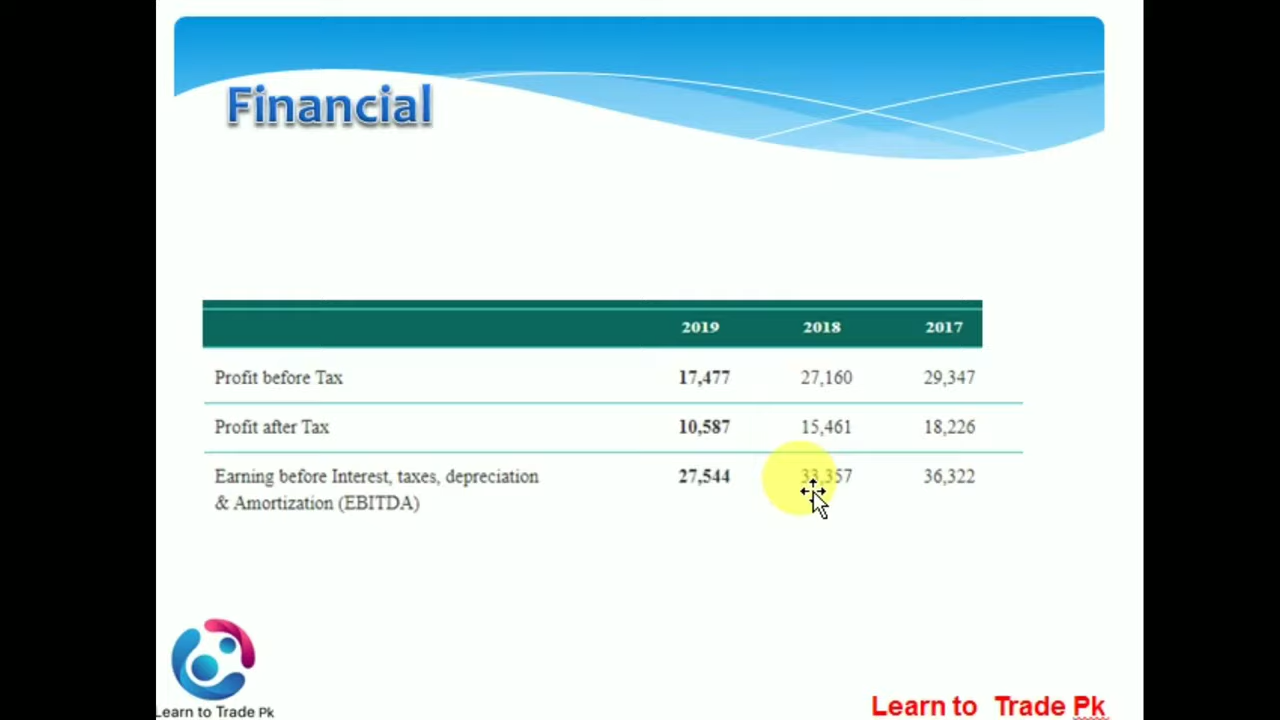 Financial
2019 2018 2017
Profit before Tax 17,477 27,160 29,347
Profit after Tax 10,587 15,461 18,226
Earning before Interest, taxes, depreciation 27,544 33,357 36,322
& Amortization (EBITDA)
Learn to Trade Pk
Learn to Trade Pk